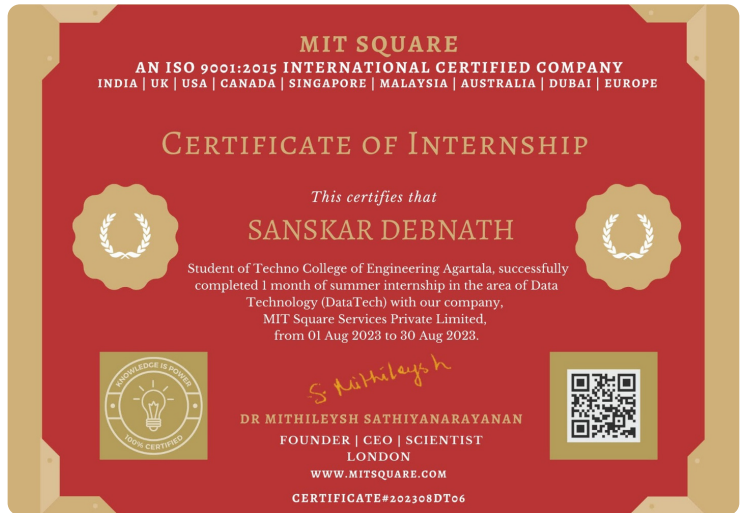 MIT SQUARE
AN ISO 9001:2015 INTERNATIONAL CERTIFIED COMPANY
INDIA | UK | USA | CANADA | SINGAPORE | MALAYSIA | AUSTRALIA | DUBAI | EUROPE
CERTIFICATE OF INTERNSHIP
This certifies that
SANSKAR DEBNATH
Student of Techno College of Engineering Agartala, successfully
completed 1 month of summer internship in the area of Data
Technology (DataTech) with our company,
MIT Square Services Private Limited,
from 01 Aug 2023 to 30 Aug 2023.
KNOWLEDGE IS POWER
100% CERTIFIED
S. Mithileysh
DR MITHILEYSH SATHIYANARAYANAN
FOUNDER | CEO | SCIENTIST
LONDON
WWW.MITSQUARE.COM
CERTIFICATE#202308DT06